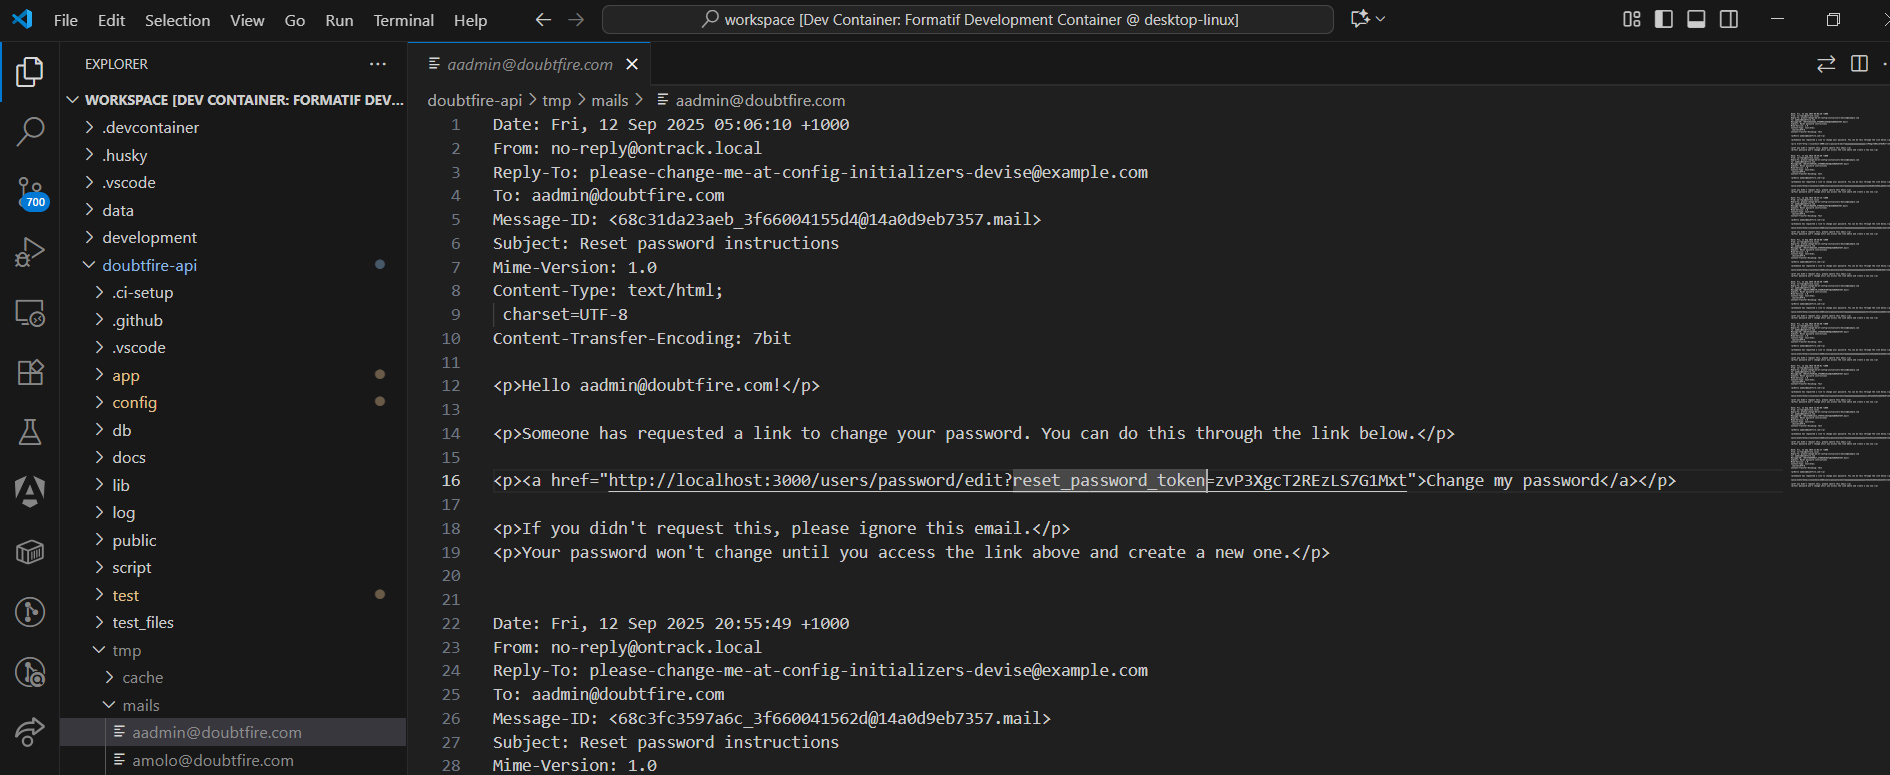 File Edit Selection View Go Run Terminal Help
workspace [Dev Container: Formatif Development Container @ desktop-linux]
EXPLORER
WORKSPACE [DEV CONTAINER: FORMATIF DEV...
.devcontainer
.husky
.vscode
data
development
doubtfire-api
.ci-setup
.github
.vscode
app
config
db
docs
lib
log
public
script
test
test_files
tmp
cache
mails
aadmin@doubtfire.com
amolo@doubtfire.com
700
aadmin@doubtfire.com
doubtfire-api > tmp > mails > aadmin@doubtfire.com
1 Date: Fri, 12 Sep 2025 05:06:10 +1000
2 From: no-reply@ontrack.local
3 Reply-To: please-change-me-at-config-initializers-devise@example.com
4 To: aadmin@doubtfire.com
5 Message-ID: <68c31da23aeb_3f66004155d4@14a0d9eb7357.mail>
6 Subject: Reset password instructions
7 Mime-Version: 1.0
8 Content-Type: text/html;
9 charset=UTF-8
10 Content-Transfer-Encoding: 7bit
11
12 <p>Hello aadmin@doubtfire.com!</p>
13
14 <p>Someone has requested a link to change your password. You can do this through the link below.</p>
15
16 <p><a href="http://localhost:3000/users/password/edit?reset_password_token=zvP3XgcT2REzLS7G1Mxt">Change my password</a></p>
17
18 <p>If you didn't request this, please ignore this email.</p>
19 <p>Your password won't change until you access the link above and create a new one.</p>
20
21
22 Date: Fri, 12 Sep 2025 20:55:49 +1000
23 From: no-reply@ontrack.local
24 Reply-To: please-change-me-at-config-initializers-devise@example.com
25 To: aadmin@doubtfire.com
26 Message-ID: <68c3fc3597a6c_3f660041562d@14a0d9eb7357.mail>
27 Subject: Reset password instructions
28 Mime-Version: 1.0